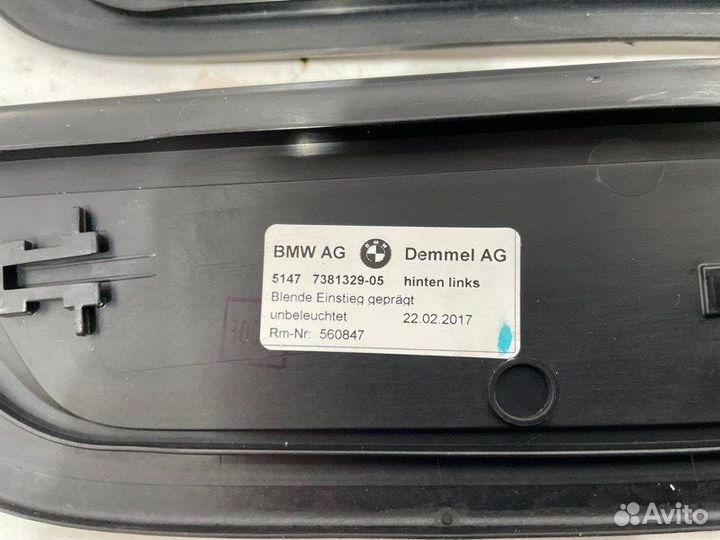 BMW AG BMW Demmel AG
5147 7381329-05 hinten links
Blende Einstieg geprägt
unbeleuchtet 22.02.2017
Rm-Nr: 560847
Avito